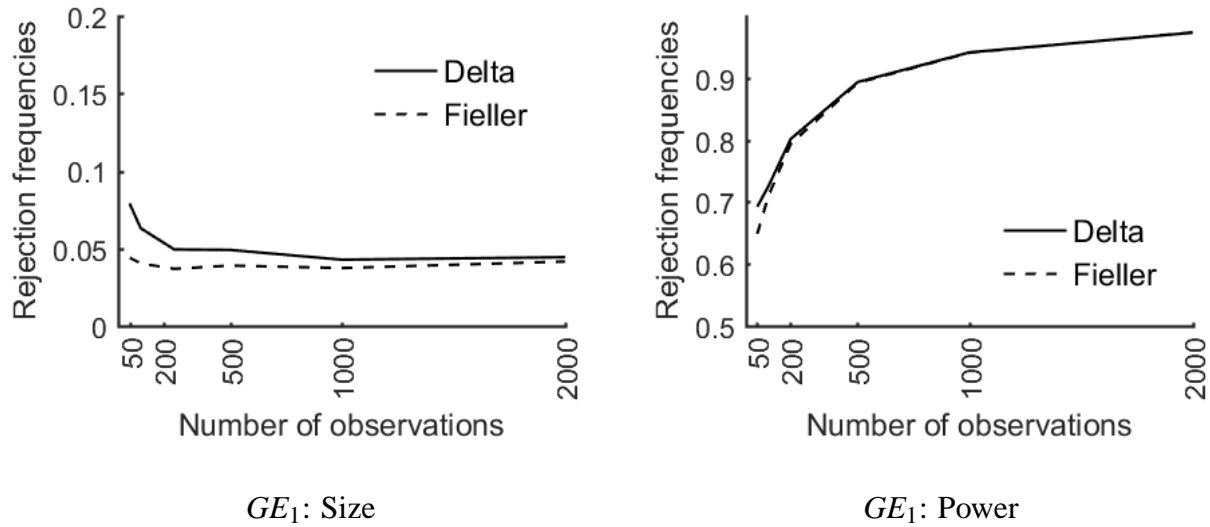 Rejection frequencies
0.2
0.15
0.1
0.05
0
Delta
Fieller
50
200
500
1000
2000
Number of observations
GE1: Size
Rejection frequencies
0.9
0.8
0.7
0.6
0.5
Delta
Fieller
50
200
500
1000
2000
Number of observations
GE1: Power